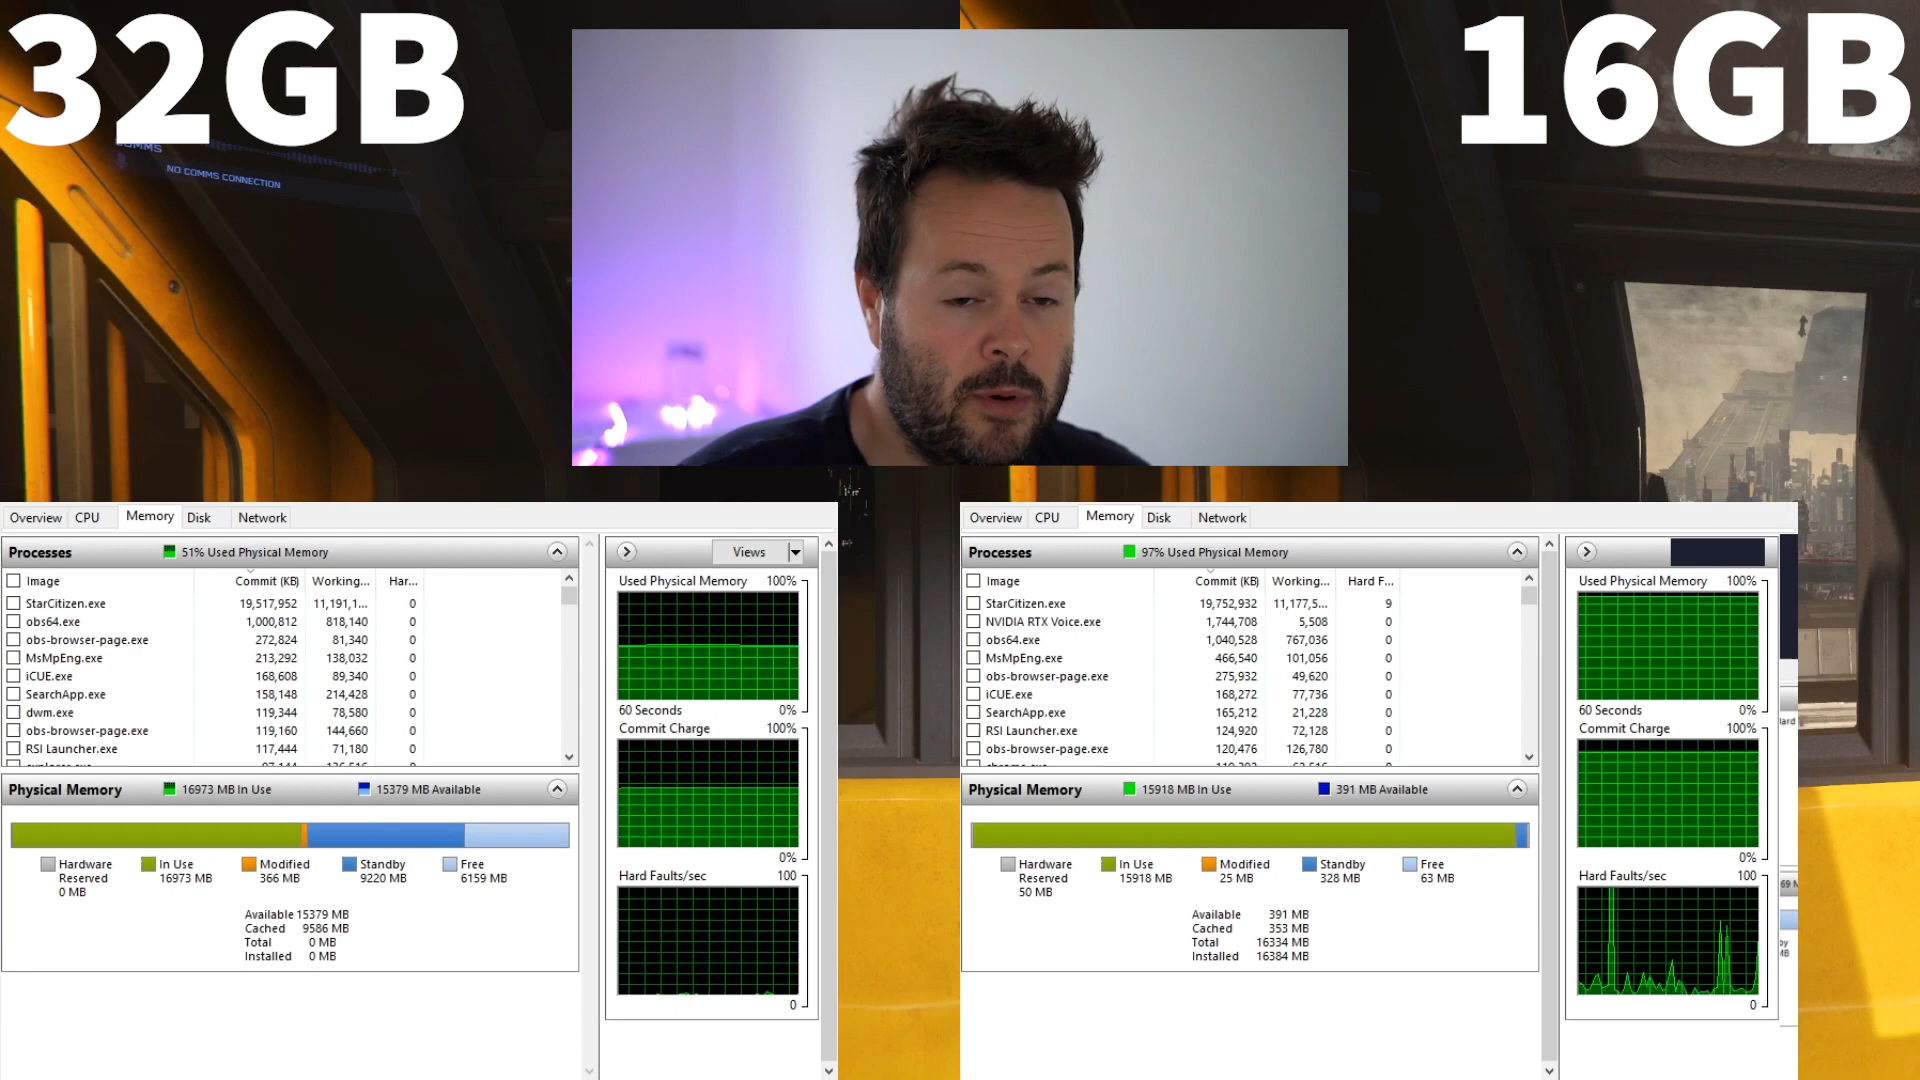 32GB
16GB
COMMS
NO COMMS CONNECTION
Overview CPU Memory Disk Network
Processes 51% Used Physical Memory
Image Commit (KB) Working... Har...
StarCitizen.exe 19,517,952 11,191,1... 0
obs64.exe 1,000,812 818,140 0
obs-browser-page.exe 272,824 81,340 0
MsMpEng.exe 213,292 138,032 0
iCUE.exe 168,608 89,340 0
SearchApp.exe 158,148 214,428 0
dwm.exe 119,344 78,580 0
obs-browser-page.exe 119,160 144,660 0
RSI Launcher.exe 117,444 71,180 0
Physical Memory 16973 MB In Use 15379 MB Available
Hardware Reserved 0 MB
In Use 16973 MB
Modified 366 MB
Standby 9220 MB
Free 6159 MB
Available 15379 MB
Cached 9586 MB
Total 0 MB
Installed 0 MB
Views
Used Physical Memory 100%
60 Seconds 0%
Commit Charge 100%
0%
Hard Faults/sec 100
0
Overview CPU Memory Disk Network
Processes 97% Used Physical Memory
Image Commit (KB) Working... Hard F...
StarCitizen.exe 19,752,932 11,177,5... 9
NVIDIA RTX Voice.exe 1,744,708 5,508 0
obs64.exe 1,040,528 767,036 0
MsMpEng.exe 466,540 101,056 0
obs-browser-page.exe 275,932 49,620 0
iCUE.exe 168,272 77,736 0
SearchApp.exe 165,212 21,228 0
RSI Launcher.exe 124,920 72,128 0
obs-browser-page.exe 120,476 126,780 0
Physical Memory 15918 MB In Use 391 MB Available
Hardware Reserved 50 MB
In Use 15918 MB
Modified 25 MB
Standby 328 MB
Free 63 MB
Available 391 MB
Cached 353 MB
Total 16334 MB
Installed 16384 MB
Used Physical Memory 100%
60 Seconds 0%
Commit Charge 100%
0%
Hard Faults/sec 100
0